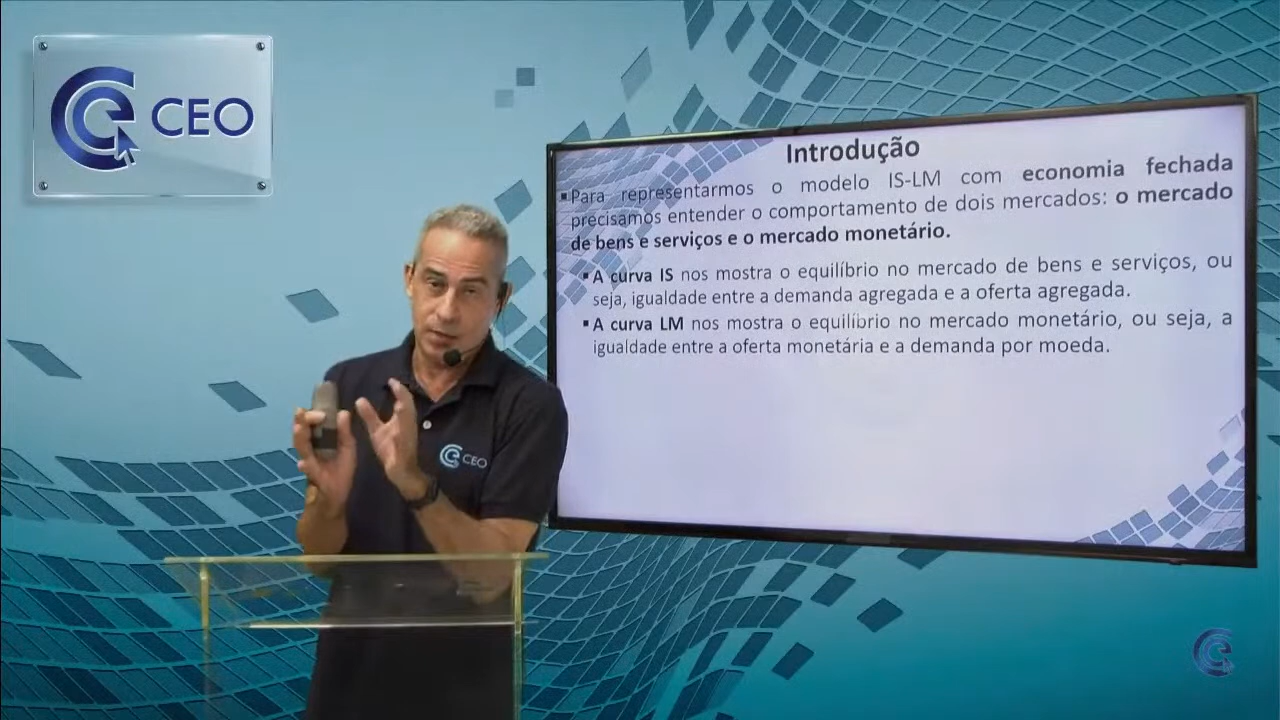 CEO
Introdução
▪Para representarmos o modelo IS-LM com economia fechada
precisamos entender o comportamento de dois mercados: o mercado
de bens e serviços e o mercado monetário.
▪A curva IS nos mostra o equilíbrio no mercado de bens e serviços, ou
seja, igualdade entre a demanda agregada e a oferta agregada.
▪A curva LM nos mostra o equilíbrio no mercado monetário, ou seja, a
igualdade entre a oferta monetária e a demanda por moeda.
CEO